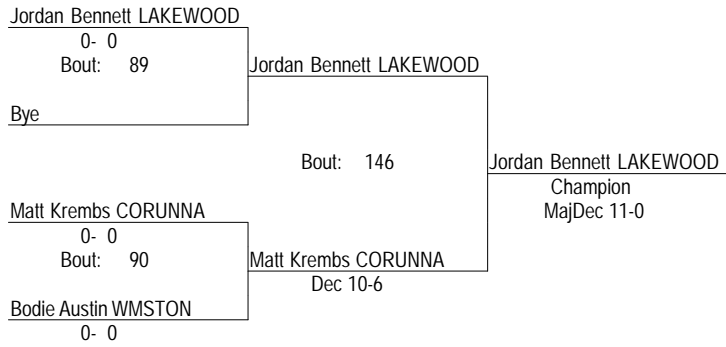 Jordan Bennett LAKEWOOD
0- 0
Bout: 89
Jordan Bennett LAKEWOOD
Bye
Bout: 146
Jordan Bennett LAKEWOOD
Champion
MajDec 11-0
Matt Krembs CORUNNA
0- 0
Bout: 90
Matt Krembs CORUNNA
Dec 10-6
Bodie Austin WMSTON
0- 0